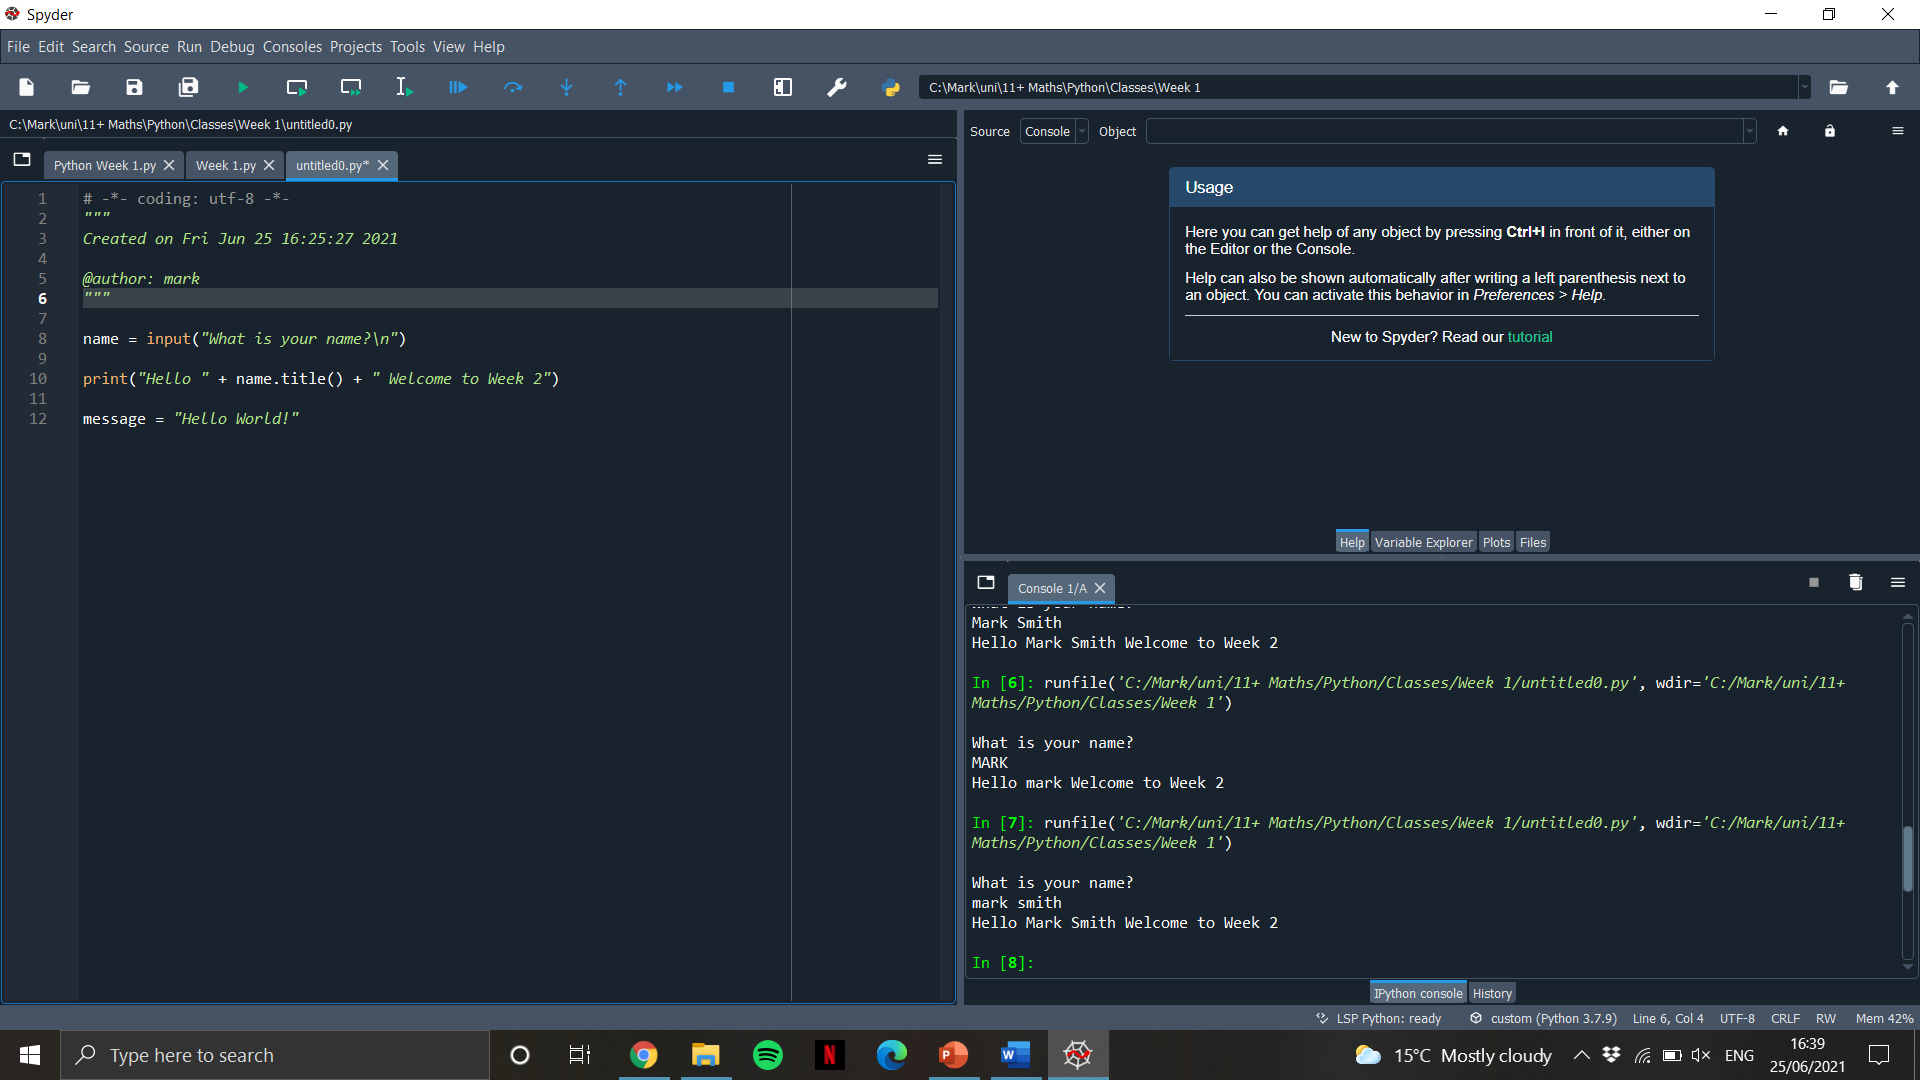 Spyder
File Edit Search Source Run Debug Consoles Projects Tools View Help
C:\Mark\uni\11+ Maths\Python\Classes\Week 1
C:\Mark\uni\11+ Maths\Python\Classes\Week 1\untitled0.py
Python Week 1.py
Week 1.py
untitled0.py*
1 # -*- coding: utf-8 -*-
2 """
3 Created on Fri Jun 25 16:25:27 2021
4
5 @author: mark
6 """
7
8 name = input("What is your name?\n")
9
10 print("Hello " + name.title() + " Welcome to Week 2")
11
12 message = "Hello World!"
Source Console Object
Usage
Here you can get help of any object by pressing Ctrl+I in front of it, either on
the Editor or the Console.
Help can also be shown automatically after writing a left parenthesis next to
an object. You can activate this behavior in Preferences > Help.
New to Spyder? Read our tutorial
Help Variable Explorer Plots Files
Console 1/A
What is your name?
Mark Smith
Hello Mark Smith Welcome to Week 2
In [6]: runfile('C:/Mark/uni/11+ Maths/Python/Classes/Week 1/untitled0.py', wdir='C:/Mark/uni/11+
Maths/Python/Classes/Week 1')
What is your name?
MARK
Hello mark Welcome to Week 2
In [7]: runfile('C:/Mark/uni/11+ Maths/Python/Classes/Week 1/untitled0.py', wdir='C:/Mark/uni/11+
Maths/Python/Classes/Week 1')
What is your name?
mark smith
Hello Mark Smith Welcome to Week 2
In [8]:
IPython console History
LSP Python: ready custom (Python 3.7.9) Line 6, Col 4 UTF-8 CRLF RW Mem 42%
Type here to search
N
P
W
15°C Mostly cloudy
ENG
16:39
25/06/2021